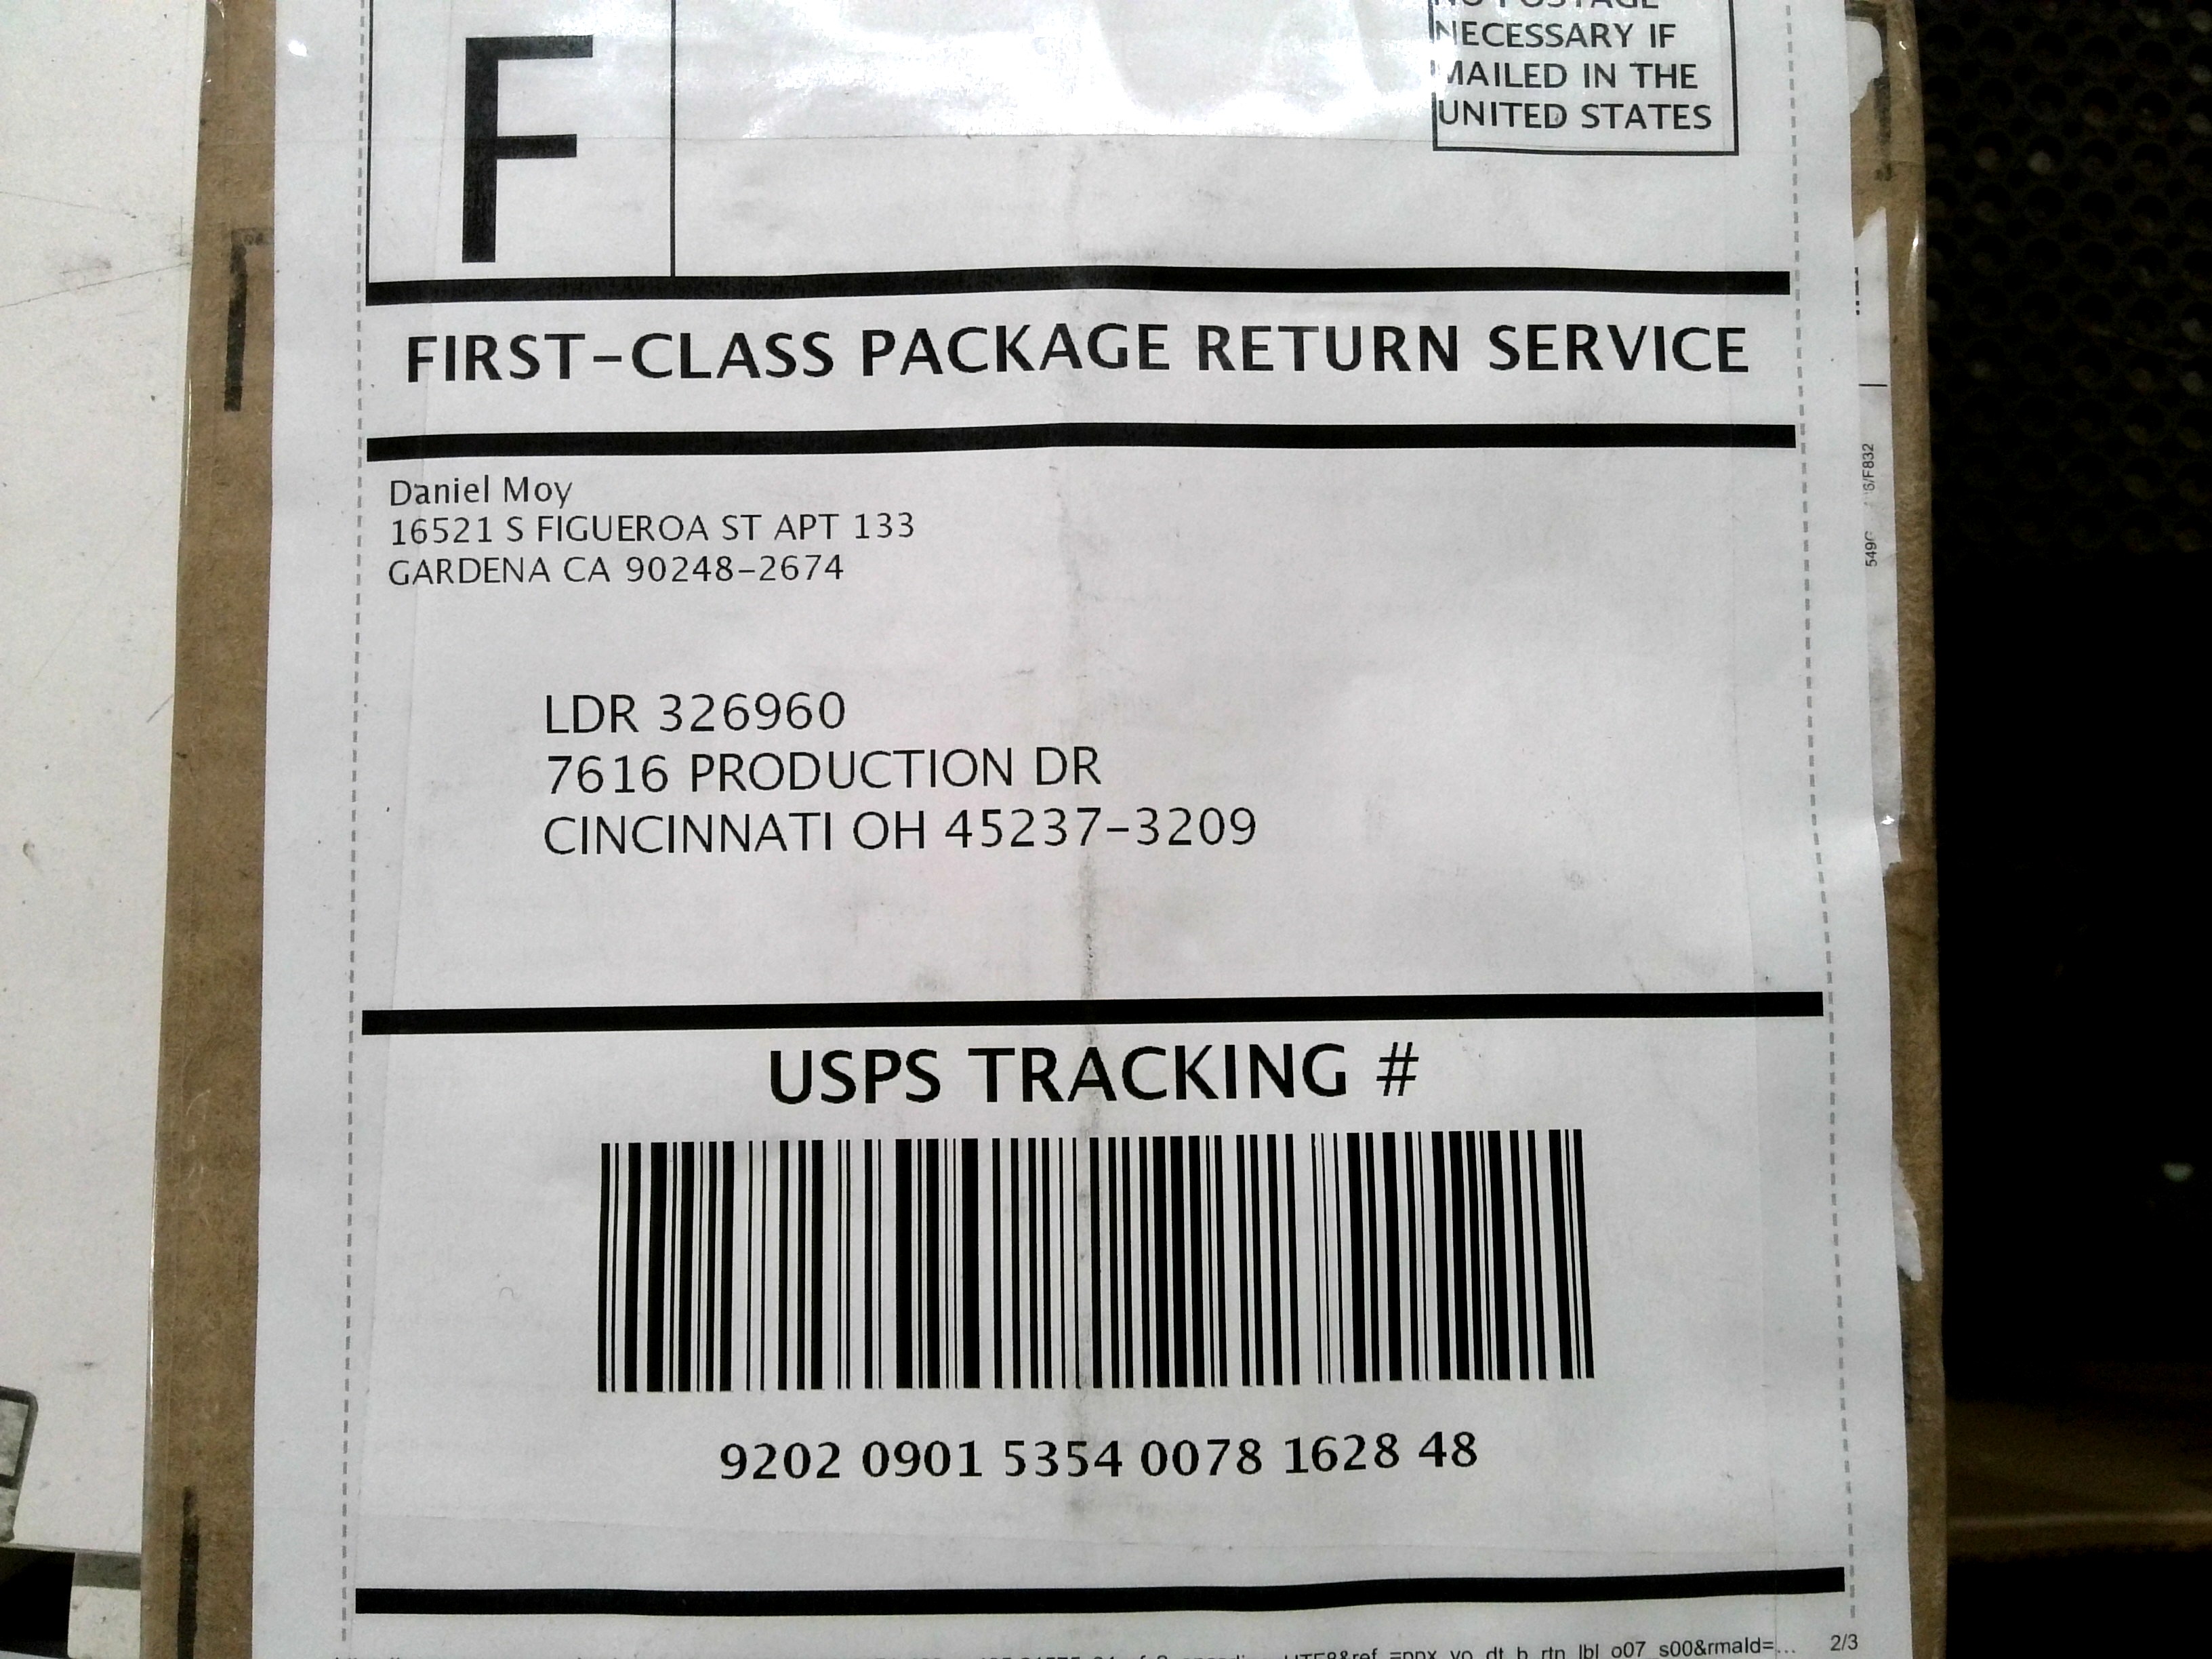 F
NO POSTAGE
NECESSARY IF
MAILED IN THE
UNITED STATES
FIRST-CLASS PACKAGE RETURN SERVICE
Daniel Moy
16521 S FIGUEROA ST APT 133
GARDENA CA 90248-2674
LDR 326960
7616 PRODUCTION DR
CINCINNATI OH 45237-3209
USPS TRACKING #
9202 0901 5354 0078 1628 48
2/3